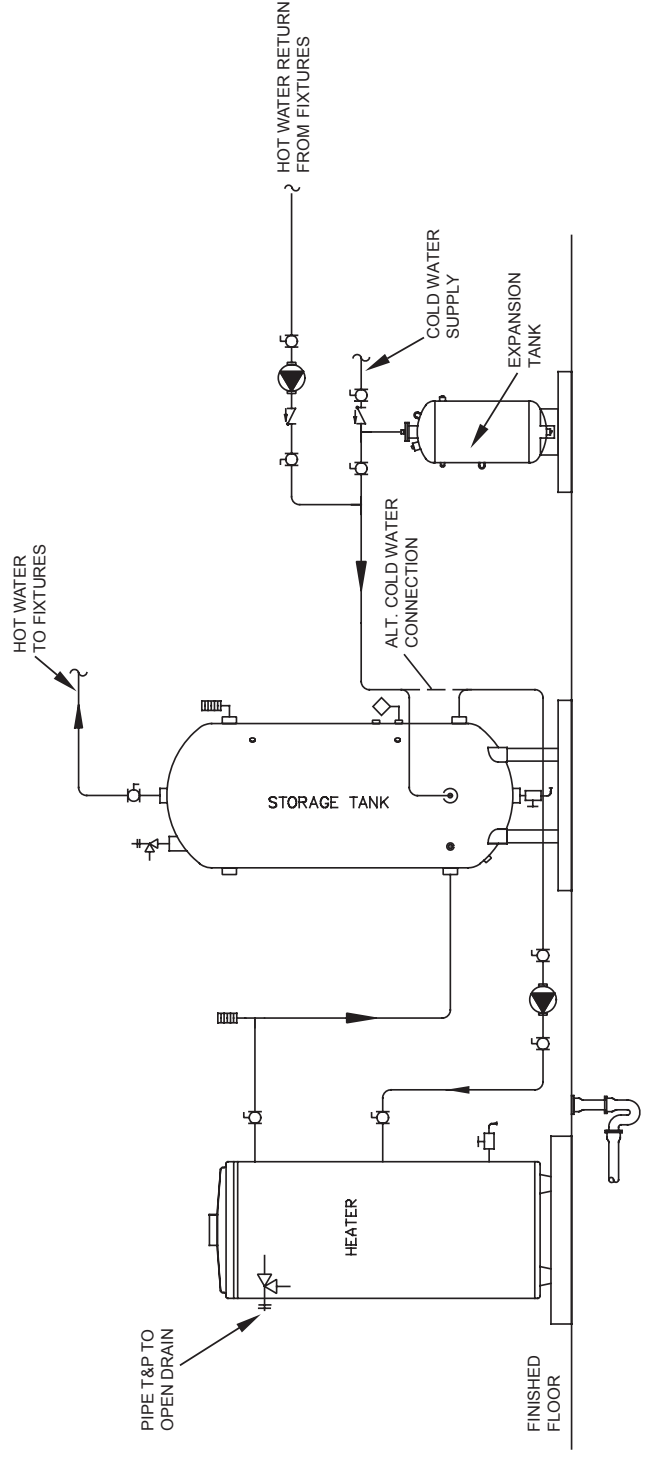 HOT WATER
TO FIXTURES
HOT WATER RETURN
FROM FIXTURES
COLD WATER
SUPPLY
EXPANSION
TANK
ALT. COLD WATER
CONNECTION
STORAGE TANK
HEATER
PIPE T&P TO
OPEN DRAIN
FINISHED
FLOOR